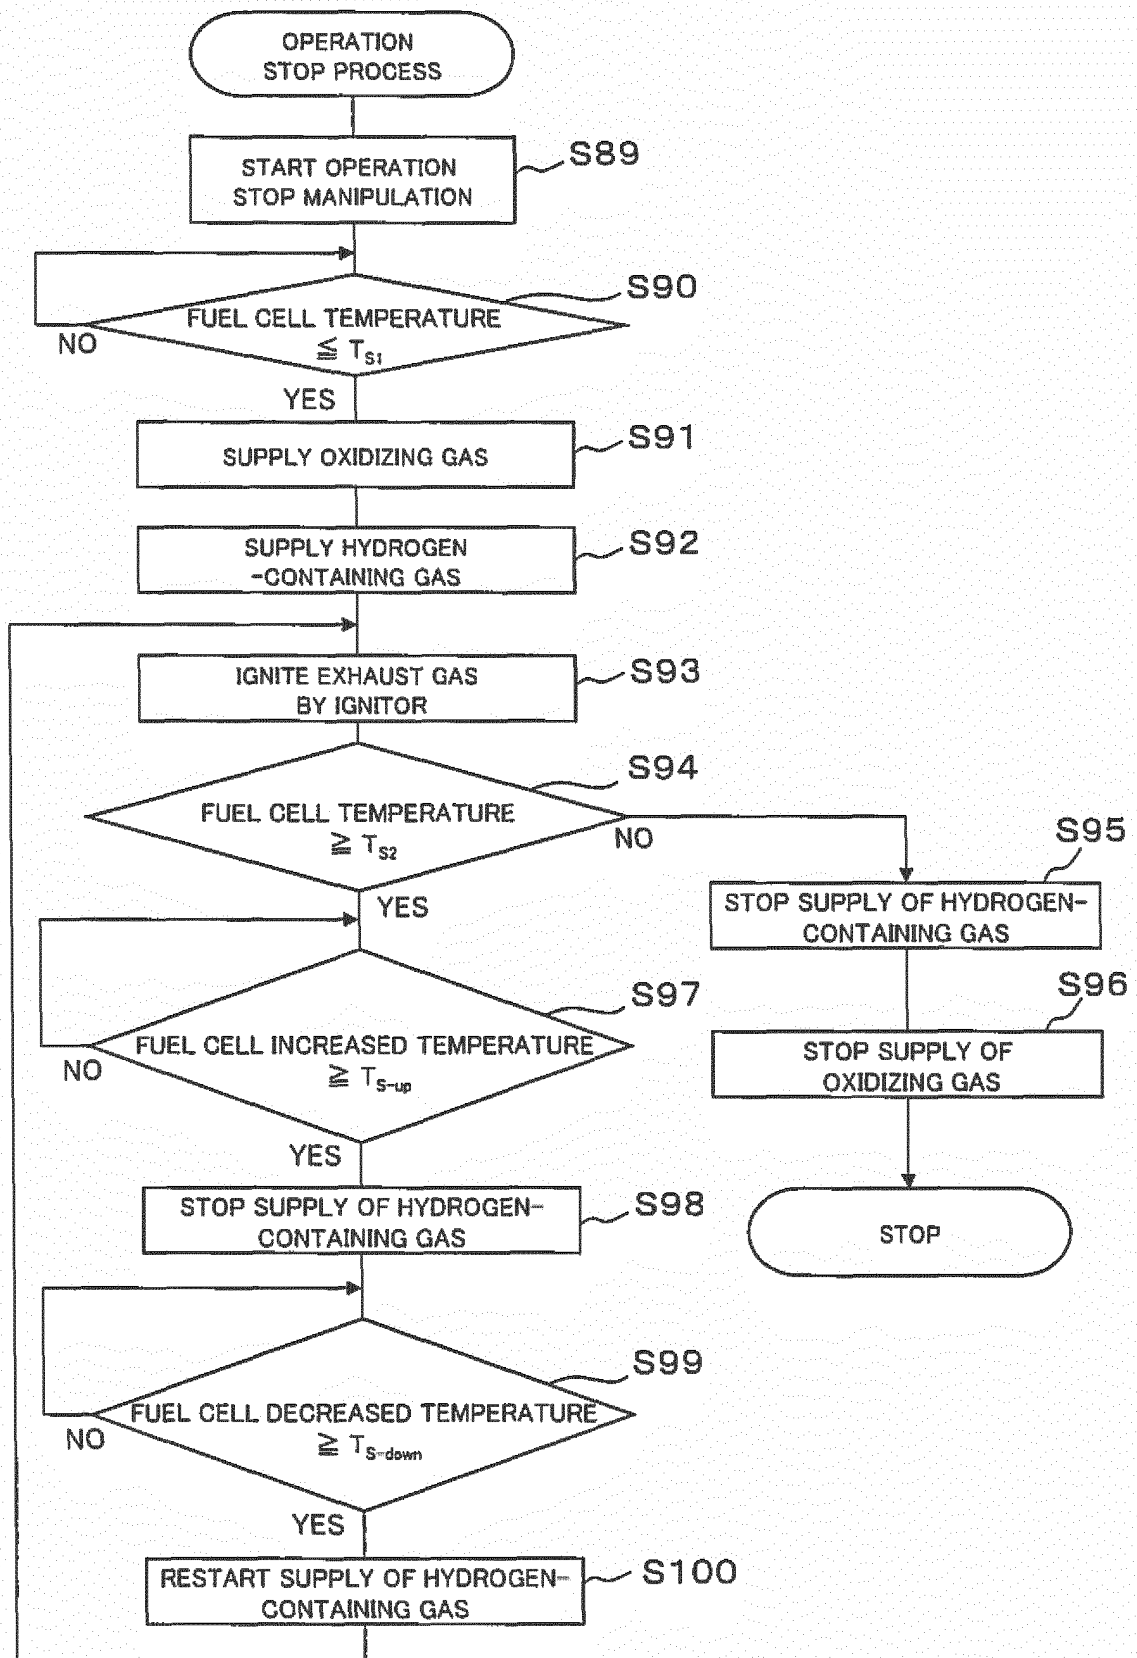 OPERATION
STOP PROCESS
START OPERATION
STOP MANIPULATION
S89
FUEL CELL TEMPERATURE
≦ TS1
S90
NO
YES
SUPPLY OXIDIZING GAS
S91
SUPPLY HYDROGEN
-CONTAINING GAS
S92
IGNITE EXHAUST GAS
BY IGNITOR
S93
FUEL CELL TEMPERATURE
≧ TS2
S94
NO
YES
STOP SUPPLY OF HYDROGEN-
CONTAINING GAS
S95
STOP SUPPLY OF
OXIDIZING GAS
S96
STOP
FUEL CELL INCREASED TEMPERATURE
≧ TS-up
S97
NO
YES
STOP SUPPLY OF HYDROGEN-
CONTAINING GAS
S98
FUEL CELL DECREASED TEMPERATURE
≧ TS-down
S99
NO
YES
RESTART SUPPLY OF HYDROGEN-
CONTAINING GAS
S100